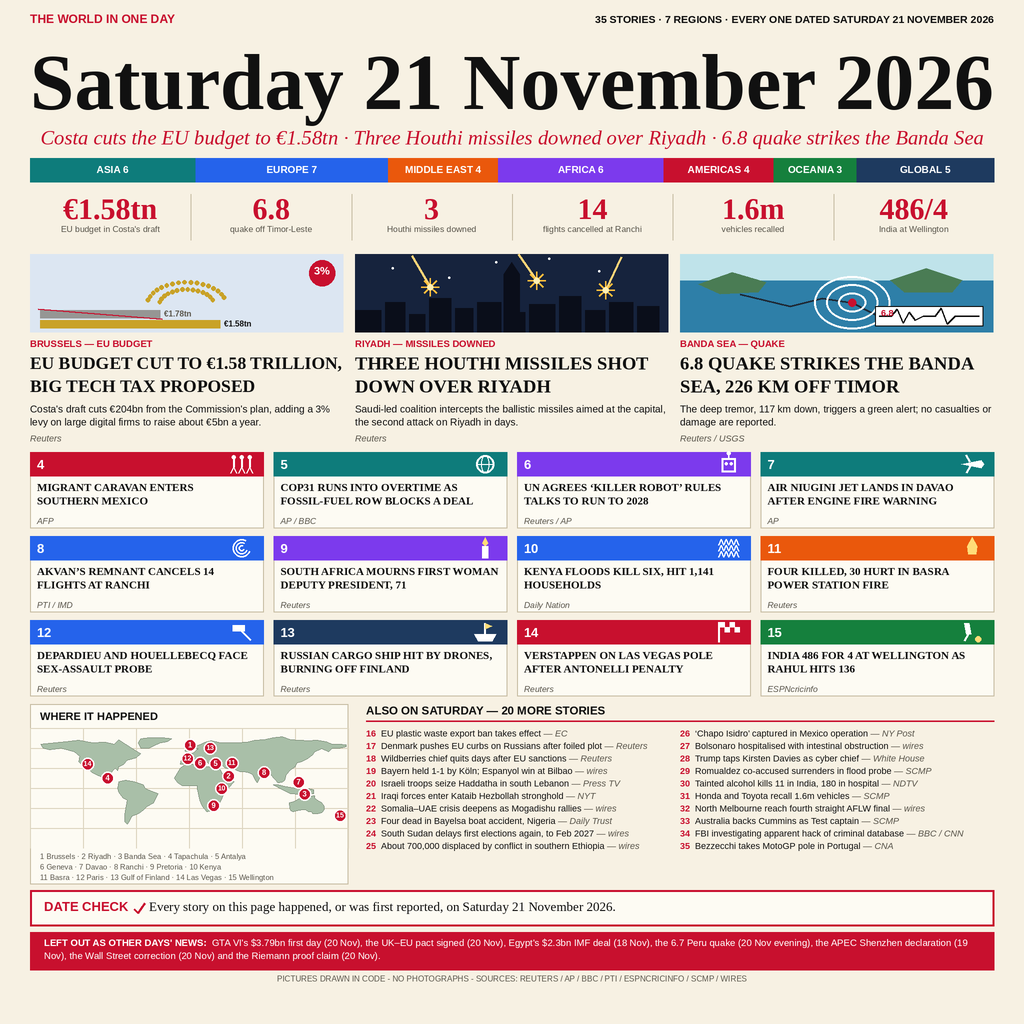 THE WORLD IN ONE DAY
35 STORIES · 7 REGIONS · EVERY ONE DATED SATURDAY 21 NOVEMBER 2026
Saturday 21 November 2026
Costa cuts the EU budget to €1.58tn · Three Houthi missiles downed over Riyadh · 6.8 quake strikes the Banda Sea
ASIA 6
EUROPE 7
MIDDLE EAST 4
AFRICA 6
AMERICAS 4
OCEANIA 3
GLOBAL 5
€1.58tn
EU budget in Costa's draft
6.8
quake off Timor-Leste
3
Houthi missiles downed
14
flights cancelled at Ranchi
1.6m
vehicles recalled
486/4
India at Wellington
3%
€1.78tn
€1.58tn
6.8
BRUSSELS — EU BUDGET
EU BUDGET CUT TO €1.58 TRILLION,
BIG TECH TAX PROPOSED
Costa's draft cuts €204bn from the Commission's plan, adding a 3%
levy on large digital firms to raise about €5bn a year.
Reuters
RIYADH — MISSILES DOWNED
THREE HOUTHI MISSILES SHOT
DOWN OVER RIYADH
Saudi-led coalition intercepts the ballistic missiles aimed at the capital,
the second attack on Riyadh in days.
Reuters
BANDA SEA — QUAKE
6.8 QUAKE STRIKES THE BANDA
SEA, 226 KM OFF TIMOR
The deep tremor, 117 km down, triggers a green alert; no casualties or
damage are reported.
Reuters / USGS
4
MIGRANT CARAVAN ENTERS
SOUTHERN MEXICO
AFP
5
COP31 RUNS INTO OVERTIME AS
FOSSIL-FUEL ROW BLOCKS A DEAL
AP / BBC
6
UN AGREES ‘KILLER ROBOT’ RULES
TALKS TO RUN TO 2028
Reuters / AP
7
AIR NIUGINI JET LANDS IN DAVAO
AFTER ENGINE FIRE WARNING
AP
8
AKVAN’S REMNANT CANCELS 14
FLIGHTS AT RANCHI
PTI / IMD
9
SOUTH AFRICA MOURNS FIRST WOMAN
DEPUTY PRESIDENT, 71
Reuters
10
KENYA FLOODS KILL SIX, HIT 1,141
HOUSEHOLDS
Daily Nation
11
FOUR KILLED, 30 HURT IN BASRA
POWER STATION FIRE
Reuters
12
DEPARDIEU AND HOUELLEBECQ FACE
SEX-ASSAULT PROBE
Reuters
13
RUSSIAN CARGO SHIP HIT BY DRONES,
BURNING OFF FINLAND
Reuters
14
VERSTAPPEN ON LAS VEGAS POLE
AFTER ANTONELLI PENALTY
Reuters
15
INDIA 486 FOR 4 AT WELLINGTON AS
RAHUL HITS 136
ESPNcricinfo
WHERE IT HAPPENED
1
13
12
6
5
11
14
4
2
8
7
10
3
9
15
1 Brussels · 2 Riyadh · 3 Banda Sea · 4 Tapachula · 5 Antalya
6 Geneva · 7 Davao · 8 Ranchi · 9 Pretoria · 10 Kenya
11 Basra · 12 Paris · 13 Gulf of Finland · 14 Las Vegas · 15 Wellington
ALSO ON SATURDAY — 20 MORE STORIES
16 EU plastic waste export ban takes effect — EC
17 Denmark pushes EU curbs on Russians after foiled plot — Reuters
18 Wildberries chief quits days after EU sanctions — Reuters
19 Bayern held 1-1 by Köln; Espanyol win at Bilbao — wires
20 Israeli troops seize Haddatha in south Lebanon — Press TV
21 Iraqi forces enter Kataib Hezbollah stronghold — NYT
22 Somalia–UAE crisis deepens as Mogadishu rallies — wires
23 Four dead in Bayelsa boat accident, Nigeria — Daily Trust
24 South Sudan delays first elections again, to Feb 2027 — wires
25 About 700,000 displaced by conflict in southern Ethiopia — wires
26 ‘Chapo Isidro’ captured in Mexico operation — NY Post
27 Bolsonaro hospitalised with intestinal obstruction — wires
28 Trump taps Kirsten Davies as cyber chief — White House
29 Romualdez co-accused surrenders in flood probe — SCMP
30 Tainted alcohol kills 11 in India, 180 in hospital — NDTV
31 Honda and Toyota recall 1.6m vehicles — SCMP
32 North Melbourne reach fourth straight AFLW final — wires
33 Australia backs Cummins as Test captain — SCMP
34 FBI investigating apparent hack of criminal database — BBC / CNN
35 Bezzecchi takes MotoGP pole in Portugal — CNA
DATE CHECK ✓ Every story on this page happened, or was first reported, on Saturday 21 November 2026.
LEFT OUT AS OTHER DAYS' NEWS: GTA VI's $3.79bn first day (20 Nov), the UK–EU pact signed (20 Nov), Egypt's $2.3bn IMF deal (18 Nov), the 6.7 Peru quake (20 Nov evening), the APEC Shenzhen declaration (19
Nov), the Wall Street correction (20 Nov) and the Riemann proof claim (20 Nov).
PICTURES DRAWN IN CODE - NO PHOTOGRAPHS - SOURCES: REUTERS / AP / BBC / PTI / ESPNCRICINFO / SCMP / WIRES